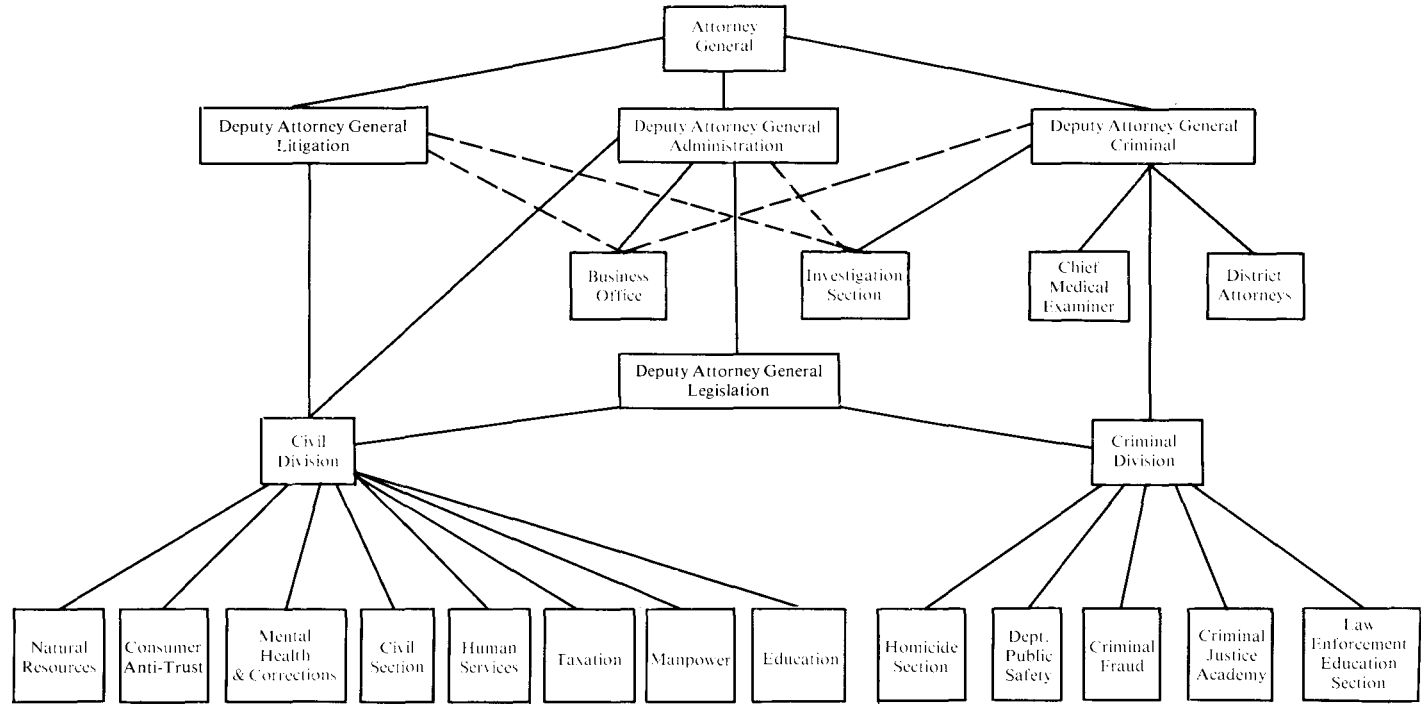 Attorney
General
Deputy Attorney General
Litigation
Deputy Attorney General
Administration
Deputy Attorney General
Criminal
Business
Office
Investigation
Section
Chief
Medical
Examiner
District
Attorneys
Deputy Attorney General
Legislation
Civil
Division
Criminal
Division
Natural
Resources
Consumer
Anti-Trust
Mental
Health
& Corrections
Civil
Section
Human
Services
Taxation
Manpower
Education
Homicide
Section
Dept.
Public
Safety
Criminal
Fraud
Criminal
Justice
Academy
Law
Enforcement
Education
Section